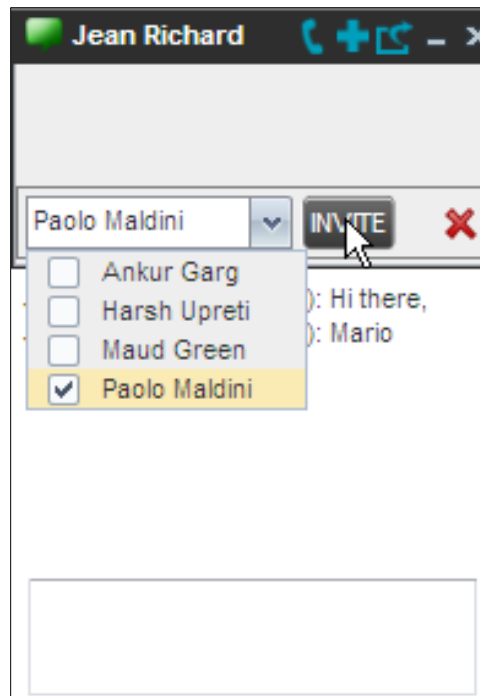 Jean Richard
Paolo Maldini INVITE
Ankur Garg
Harsh Upreti
Maud Green
Paolo Maldini
): Hi there,
): Mario